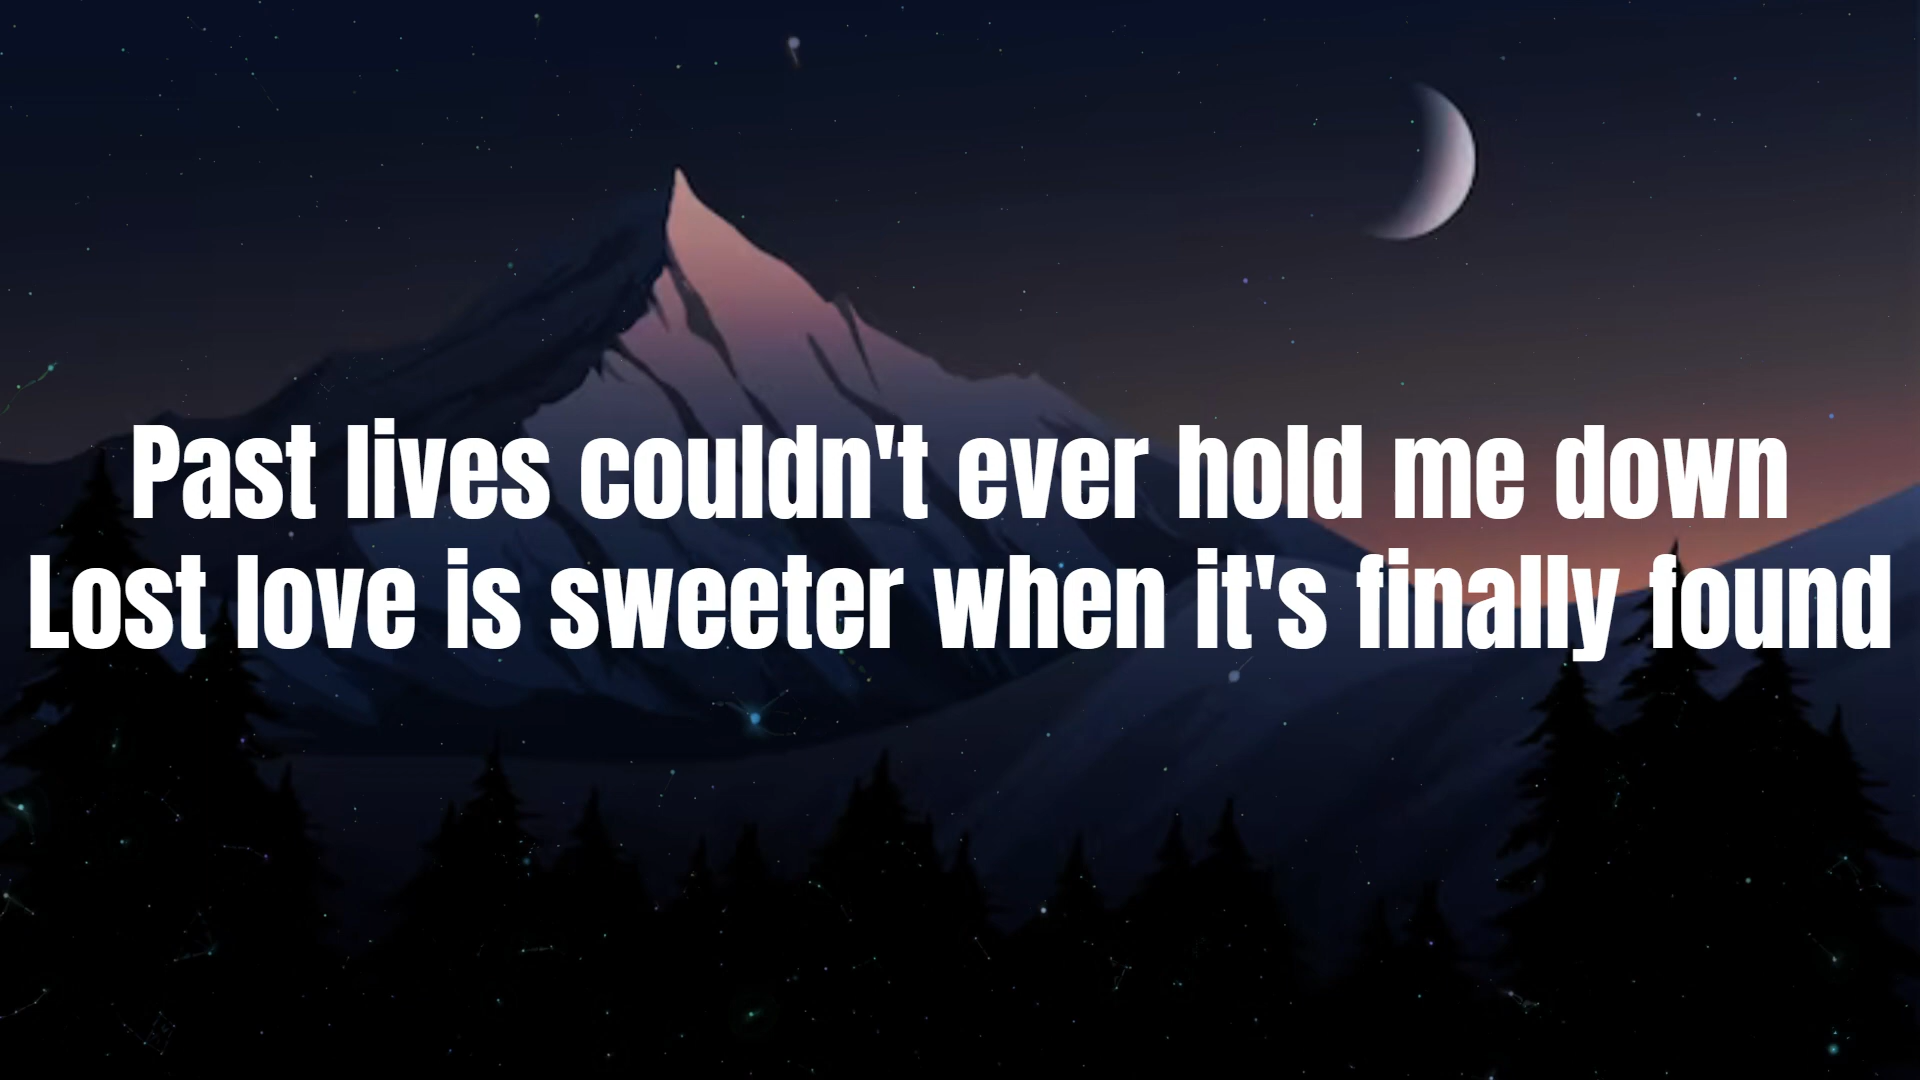 Past lives couldn't ever hold me down
Lost love is sweeter when it's finally found